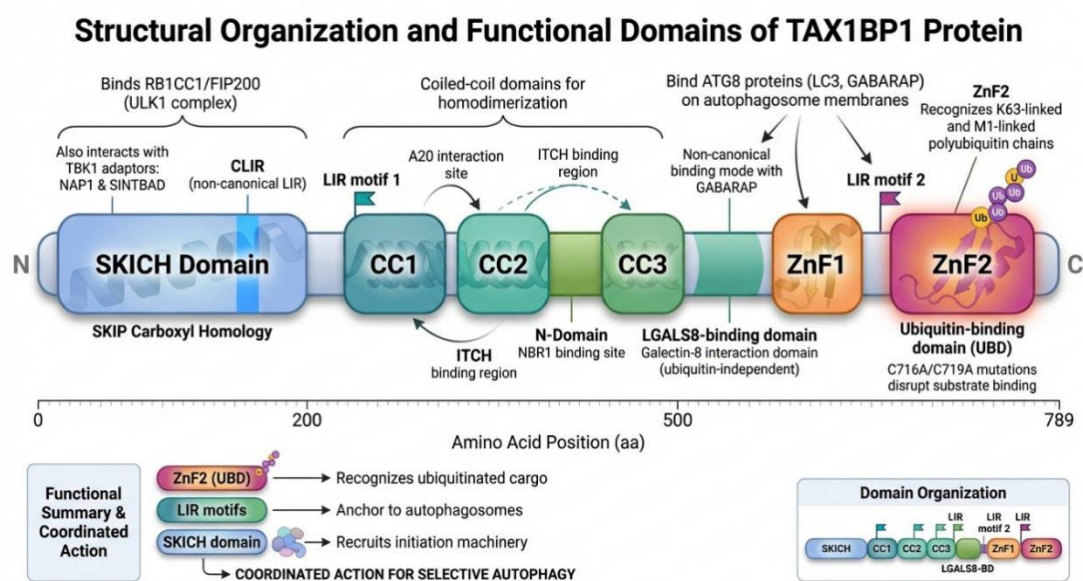 Structural Organization and Functional Domains of TAX1BP1 Protein
Binds RB1CC1/FIP200
(ULK1 complex)
Also interacts with
TBK1 adaptors:
NAP1 & SINTBAD
CLIR
(non-canonical LIR)
Coiled-coil domains for
homodimerization
LIR motif 1
A20 interaction
site
ITCH binding
region
Bind ATG8 proteins (LC3, GABARAP)
on autophagosome membranes
Non-canonical
binding mode with
GABARAP
LIR motif 2
ZnF2
Recognizes K63-linked
and M1-linked
polyubiquitin chains
Ub
U
Ub
Ub
Ub
Ub
N
SKICH Domain
CC1
CC2
CC3
ZnF1
ZnF2
C
SKIP Carboxyl Homology
ITCH
binding region
N-Domain
NBR1 binding site
LGALS8-binding domain
Galectin-8 interaction domain
(ubiquitin-independent)
Ubiquitin-binding
domain (UBD)
C716A/C719A mutations
disrupt substrate binding
0
200
500
789
Amino Acid Position (aa)
Functional
Summary &
Coordinated
Action
ZnF2 (UBD)
Recognizes ubiquitinated cargo
LIR motifs
Anchor to autophagosomes
SKICH domain
Recruits initiation machinery
COORDINATED ACTION FOR SELECTIVE AUTOPHAGY
Domain Organization
LIR
LIR
motif 2
LIR
SKICH
CC1
CC2
CC3
ZnF1
ZnF2
LGALS8-BD